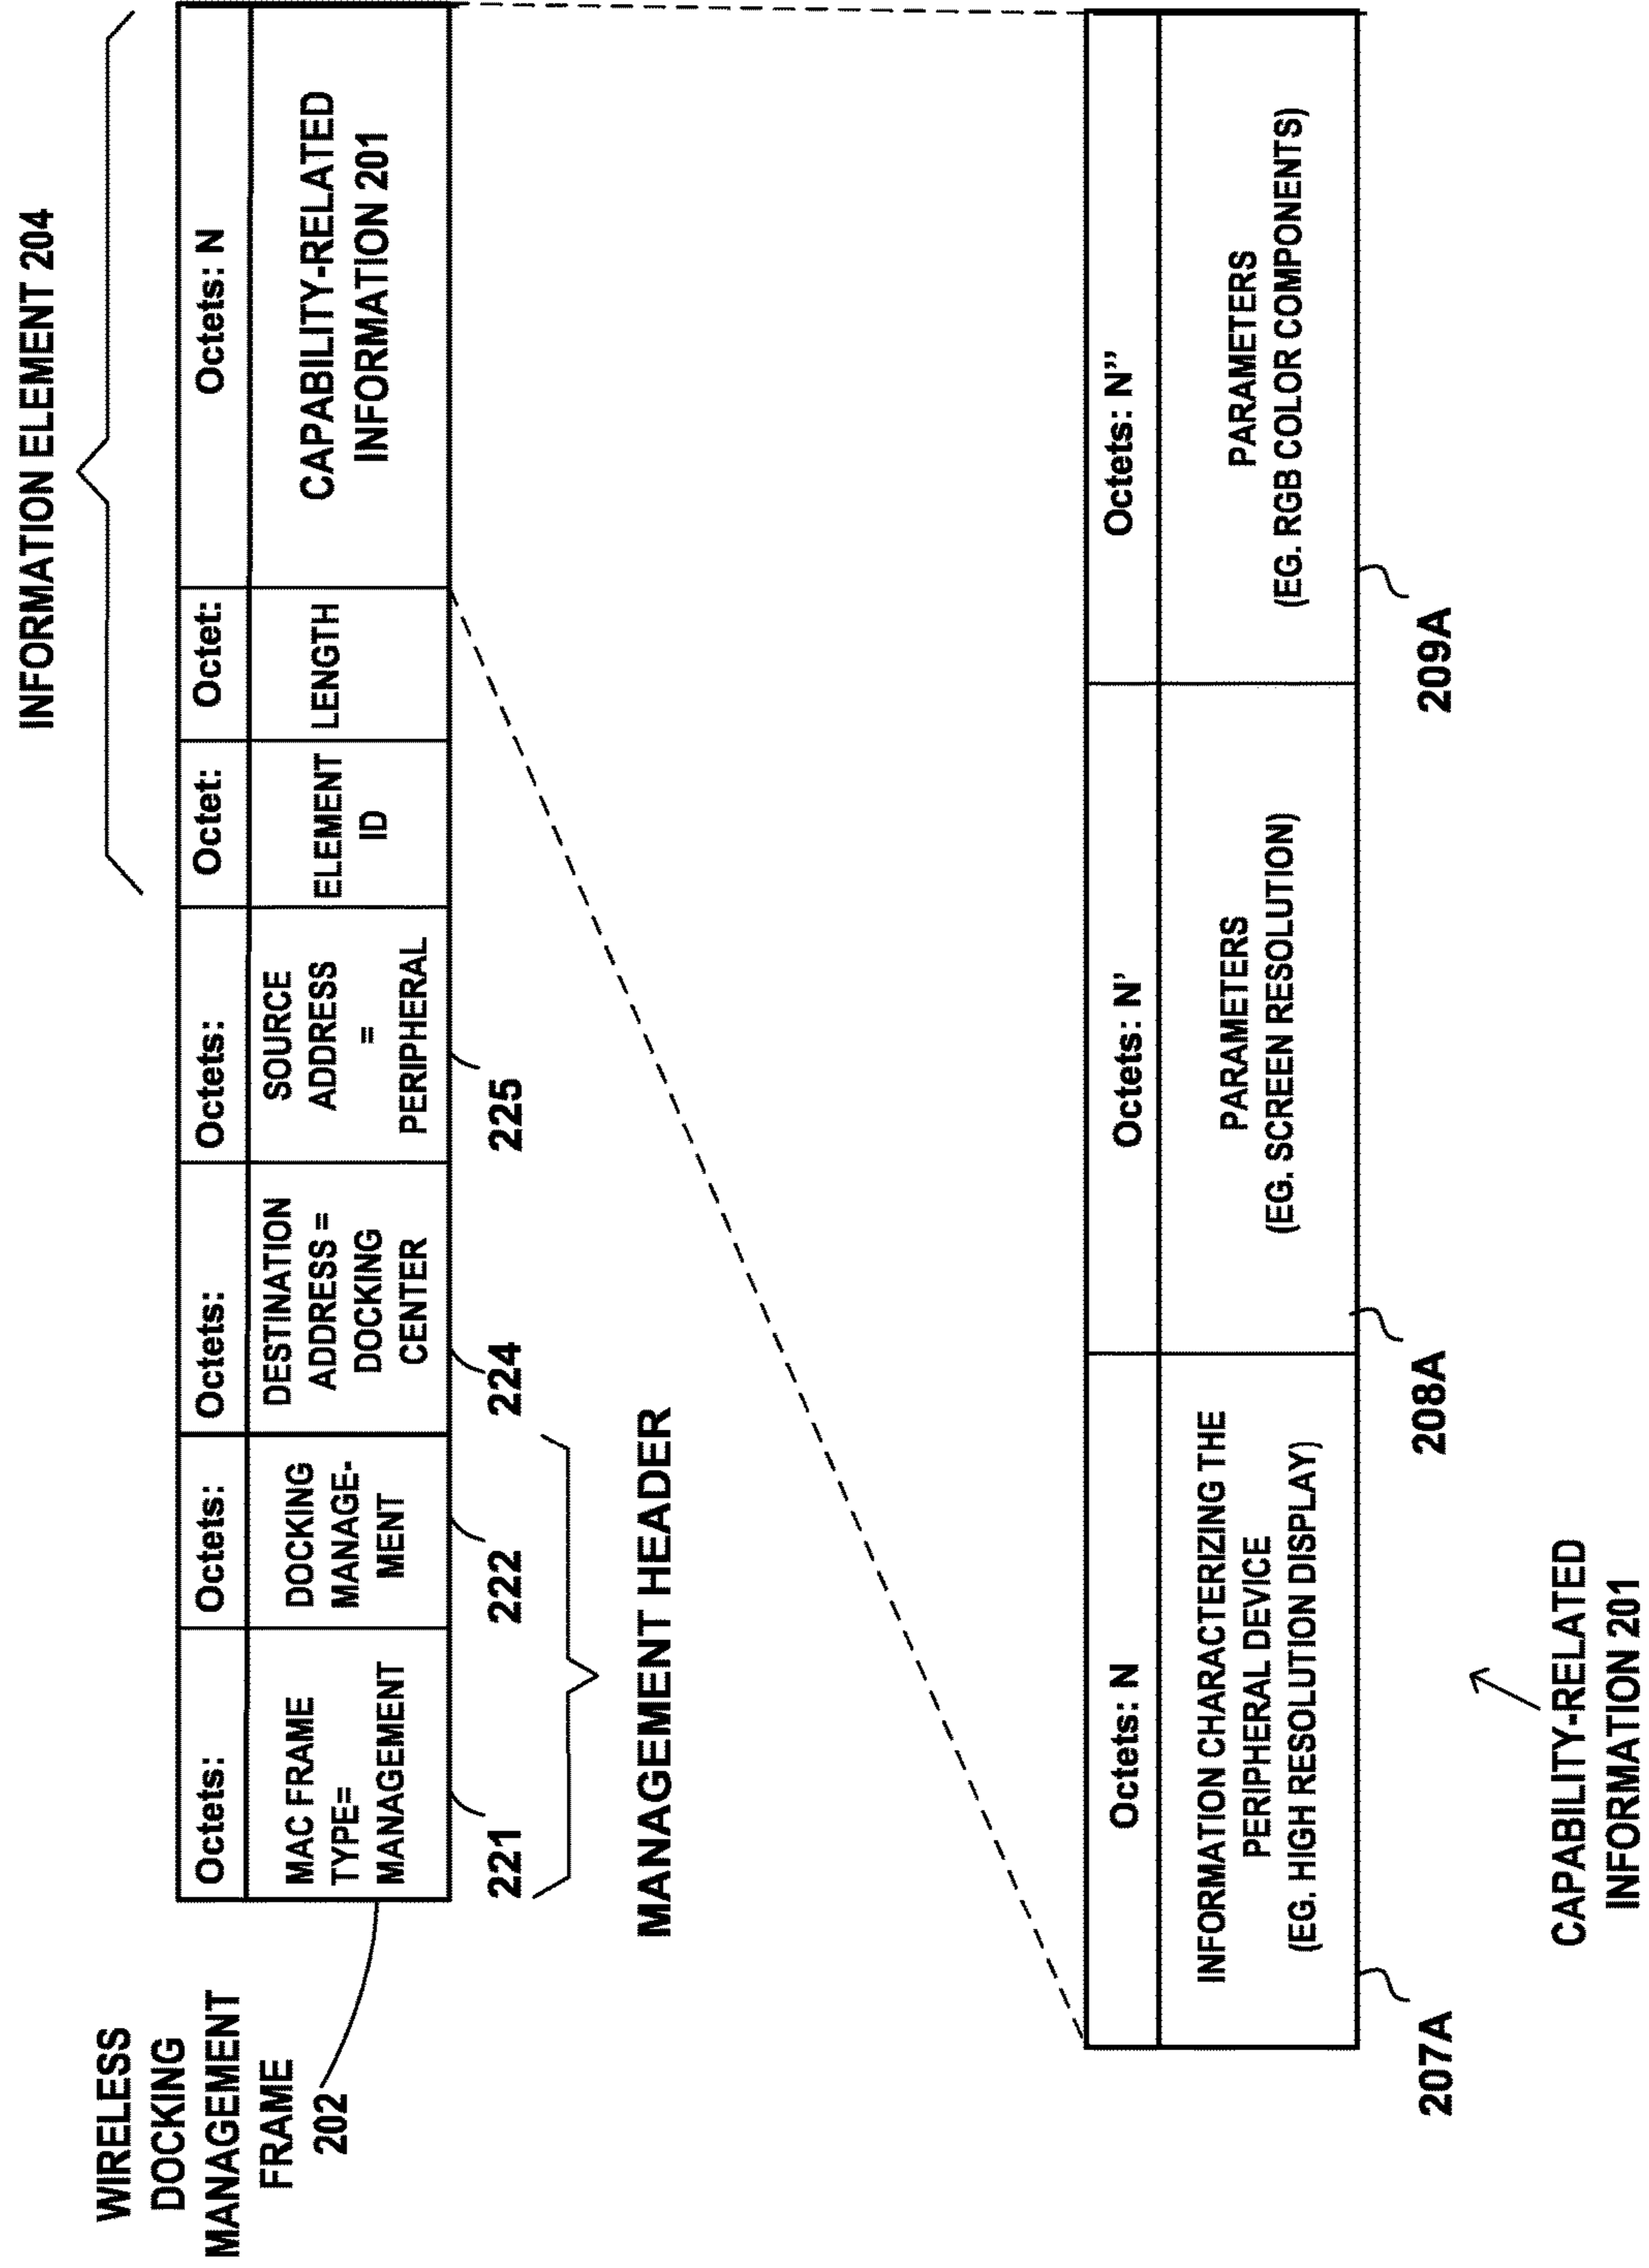 INFORMATION ELEMENT 204
WIRELESS
DOCKING
MANAGEMENT
FRAME
202
Octets:
Octets:
Octets:
Octets:
Octet:
Octet:
Octets: N
MAC FRAME
TYPE=
MANAGEMENT
DOCKING
MANAGE-
MENT
DESTINATION
ADDRESS =
DOCKING
CENTER
SOURCE
ADDRESS
=
PERIPHERAL
ELEMENT
ID
LENGTH
CAPABILITY-RELATED
INFORMATION 201
221
222
224
225
MANAGEMENT HEADER
Octets: N
Octets: N’
Octets: N”
INFORMATION CHARACTERIZING THE
PERIPHERAL DEVICE
(EG. HIGH RESOLUTION DISPLAY)
PARAMETERS
(EG. SCREEN RESOLUTION)
PARAMETERS
(EG. RGB COLOR COMPONENTS)
207A
208A
209A
CAPABILITY-RELATED
INFORMATION 201